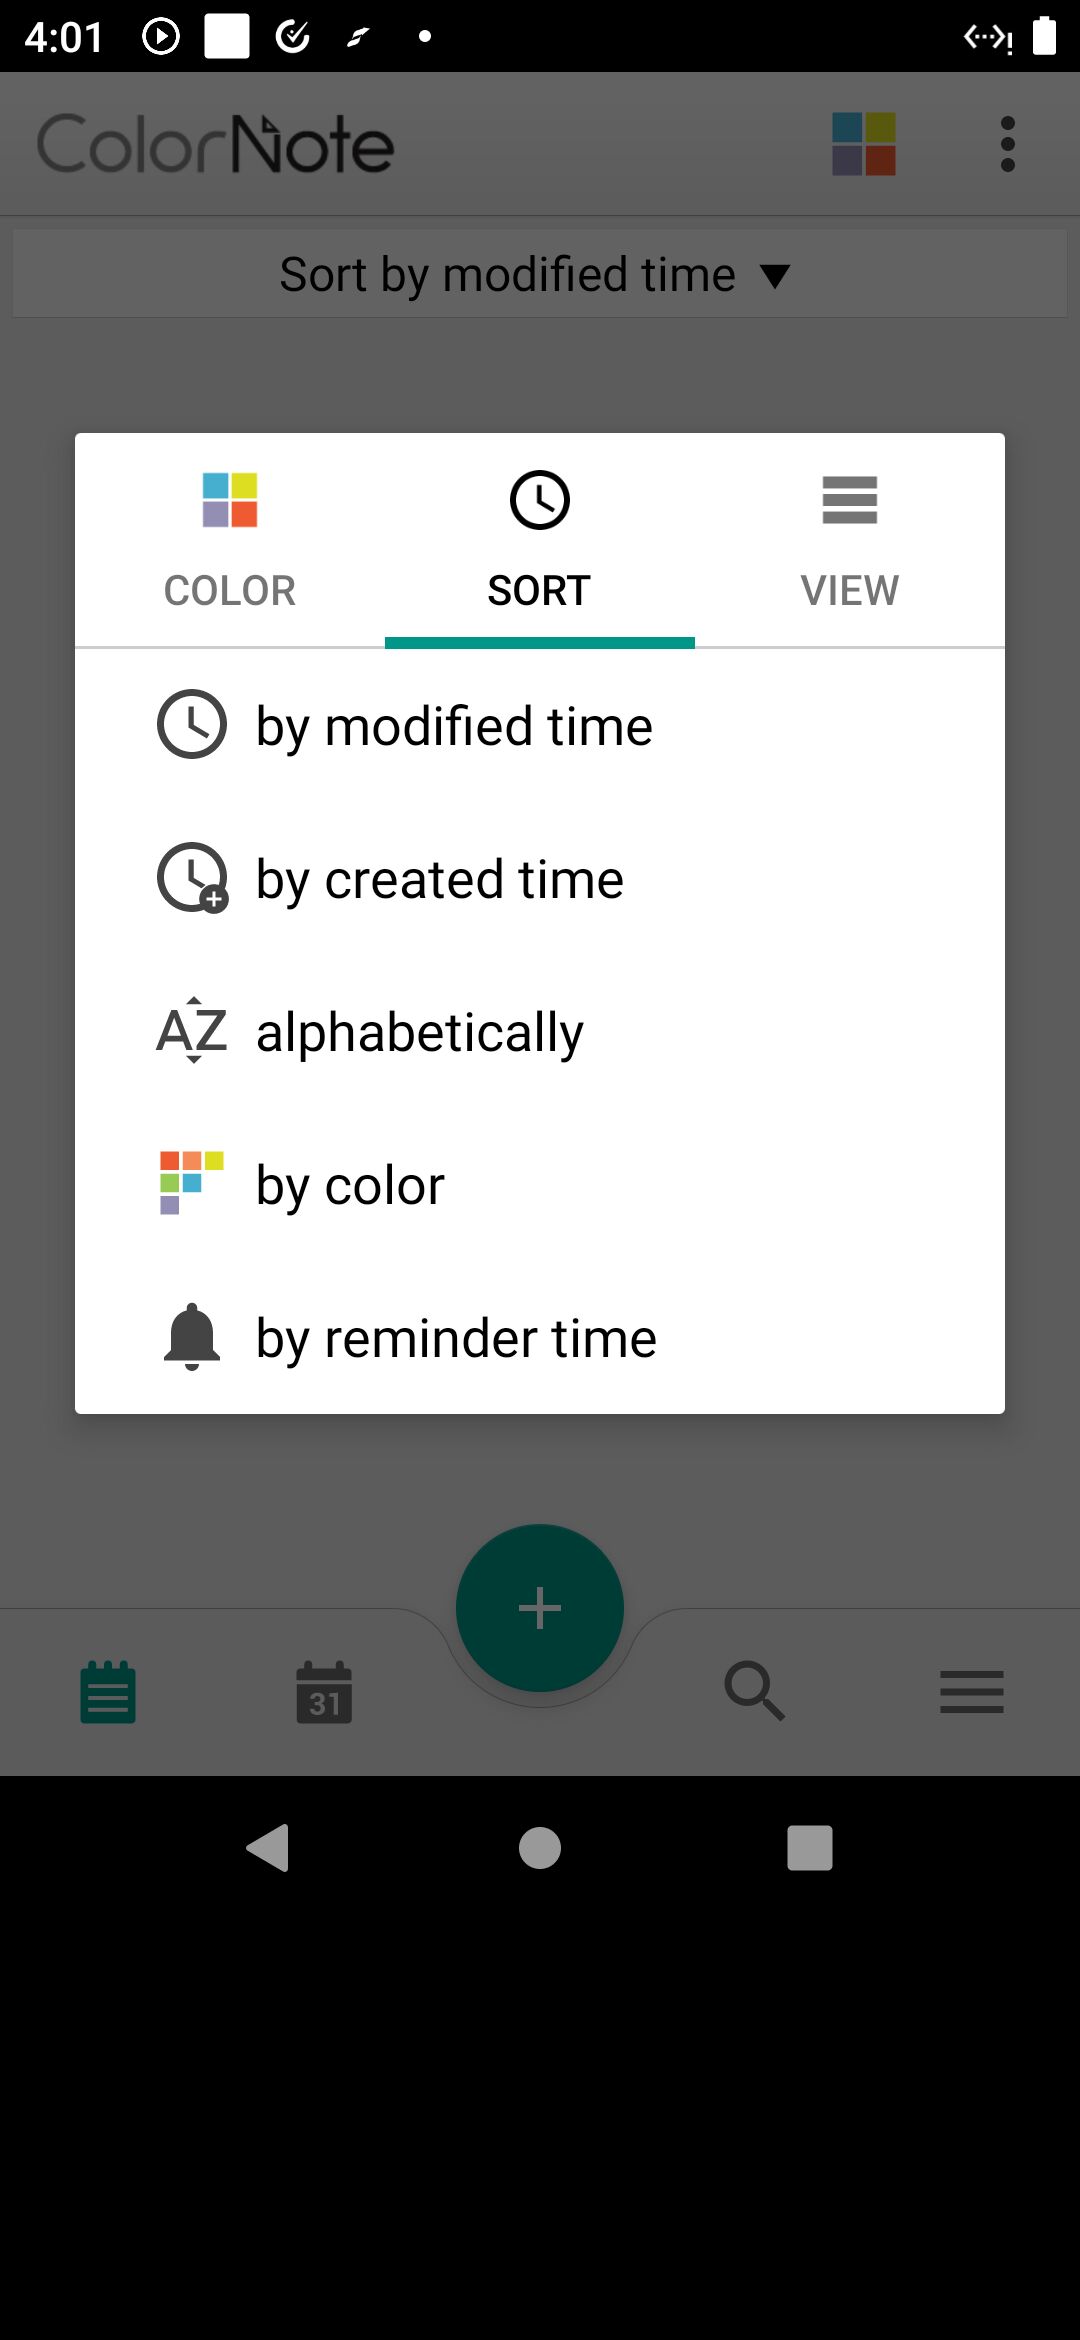 4:01
ColorNote
Sort by modified time
COLOR
SORT
VIEW
by modified time
by created time
AZ
alphabetically
by color
by reminder time
31